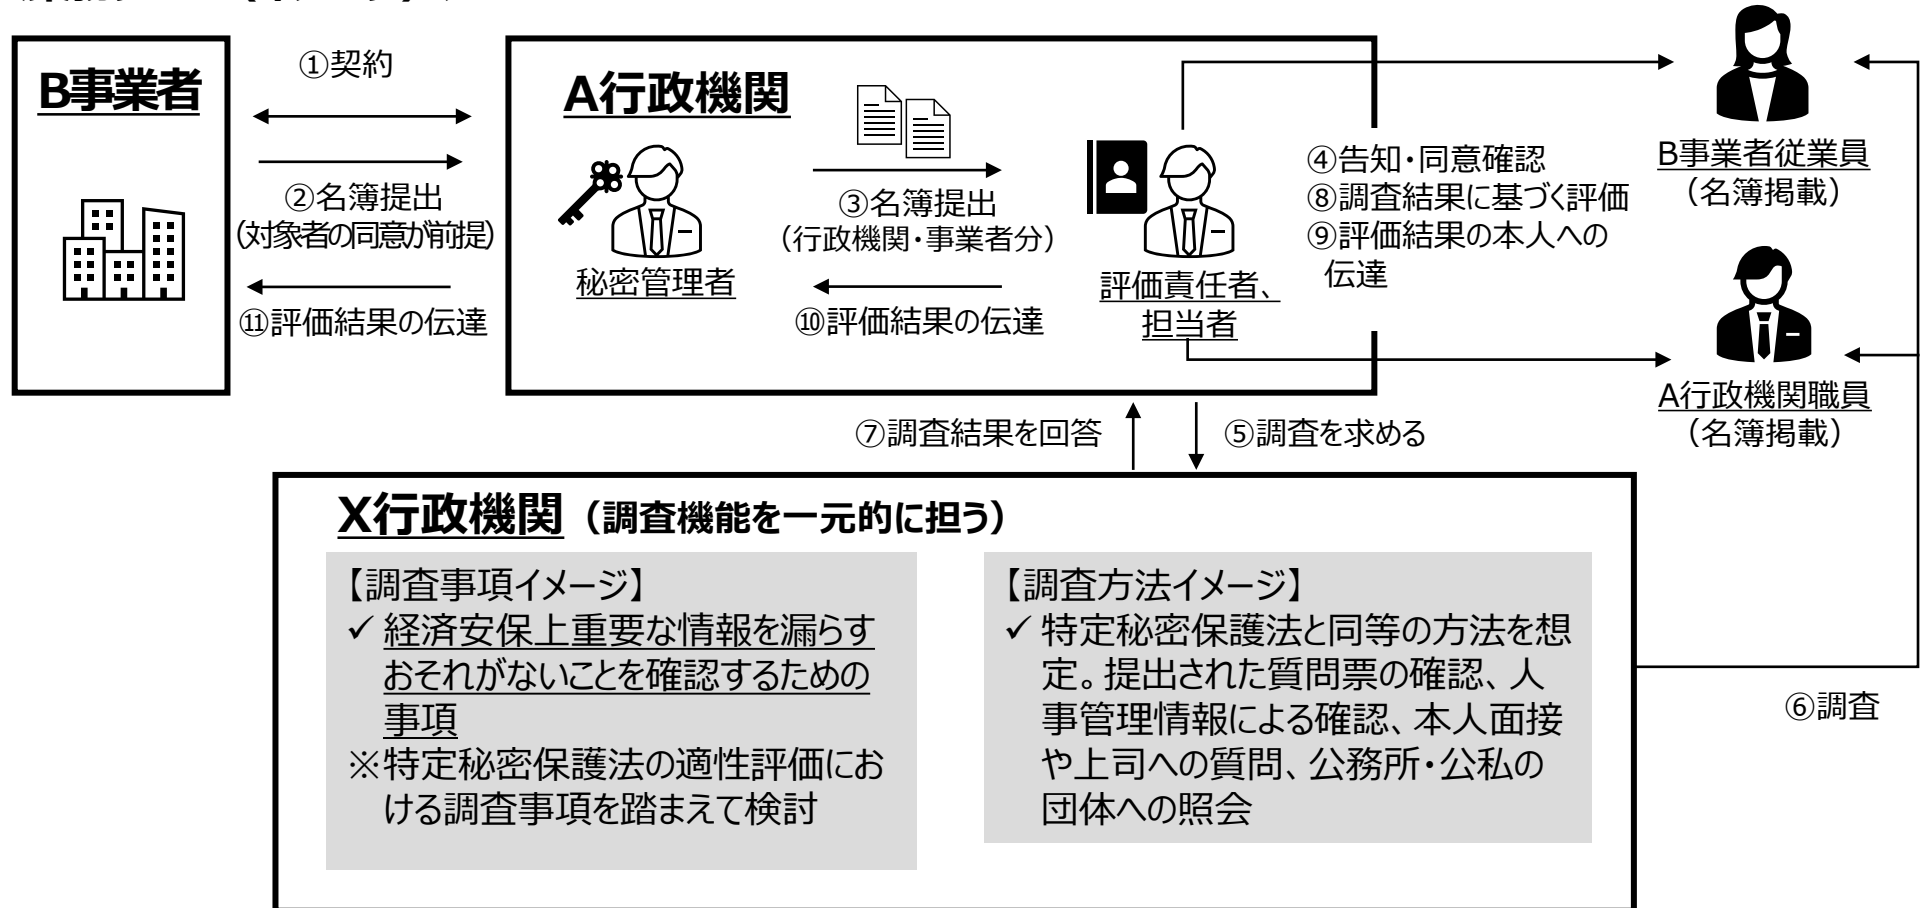 B事業者
①契約
②名簿提出
(対象者の同意が前提)
⑪評価結果の伝達
A行政機関
秘密管理者
③名簿提出
（行政機関・事業者分）
⑩評価結果の伝達
評価責任者、
担当者
④告知・同意確認
⑧調査結果に基づく評価
⑨評価結果の本人への
伝達
B事業者従業員
（名簿掲載）
A行政機関職員
（名簿掲載）
⑦調査結果を回答
⑤調査を求める
X行政機関（調査機能を一元的に担う）
【調査事項イメージ】
✓ 経済安保上重要な情報を漏らす
おそれがないことを確認するための
事項
※特定秘密保護法の適性評価にお
ける調査事項を踏まえて検討
【調査方法イメージ】
✓ 特定秘密保護法と同等の方法を想
定。提出された質問票の確認、人
事管理情報による確認、本人面接
や上司への質問、公務所・公私の
団体への照会
⑥調査